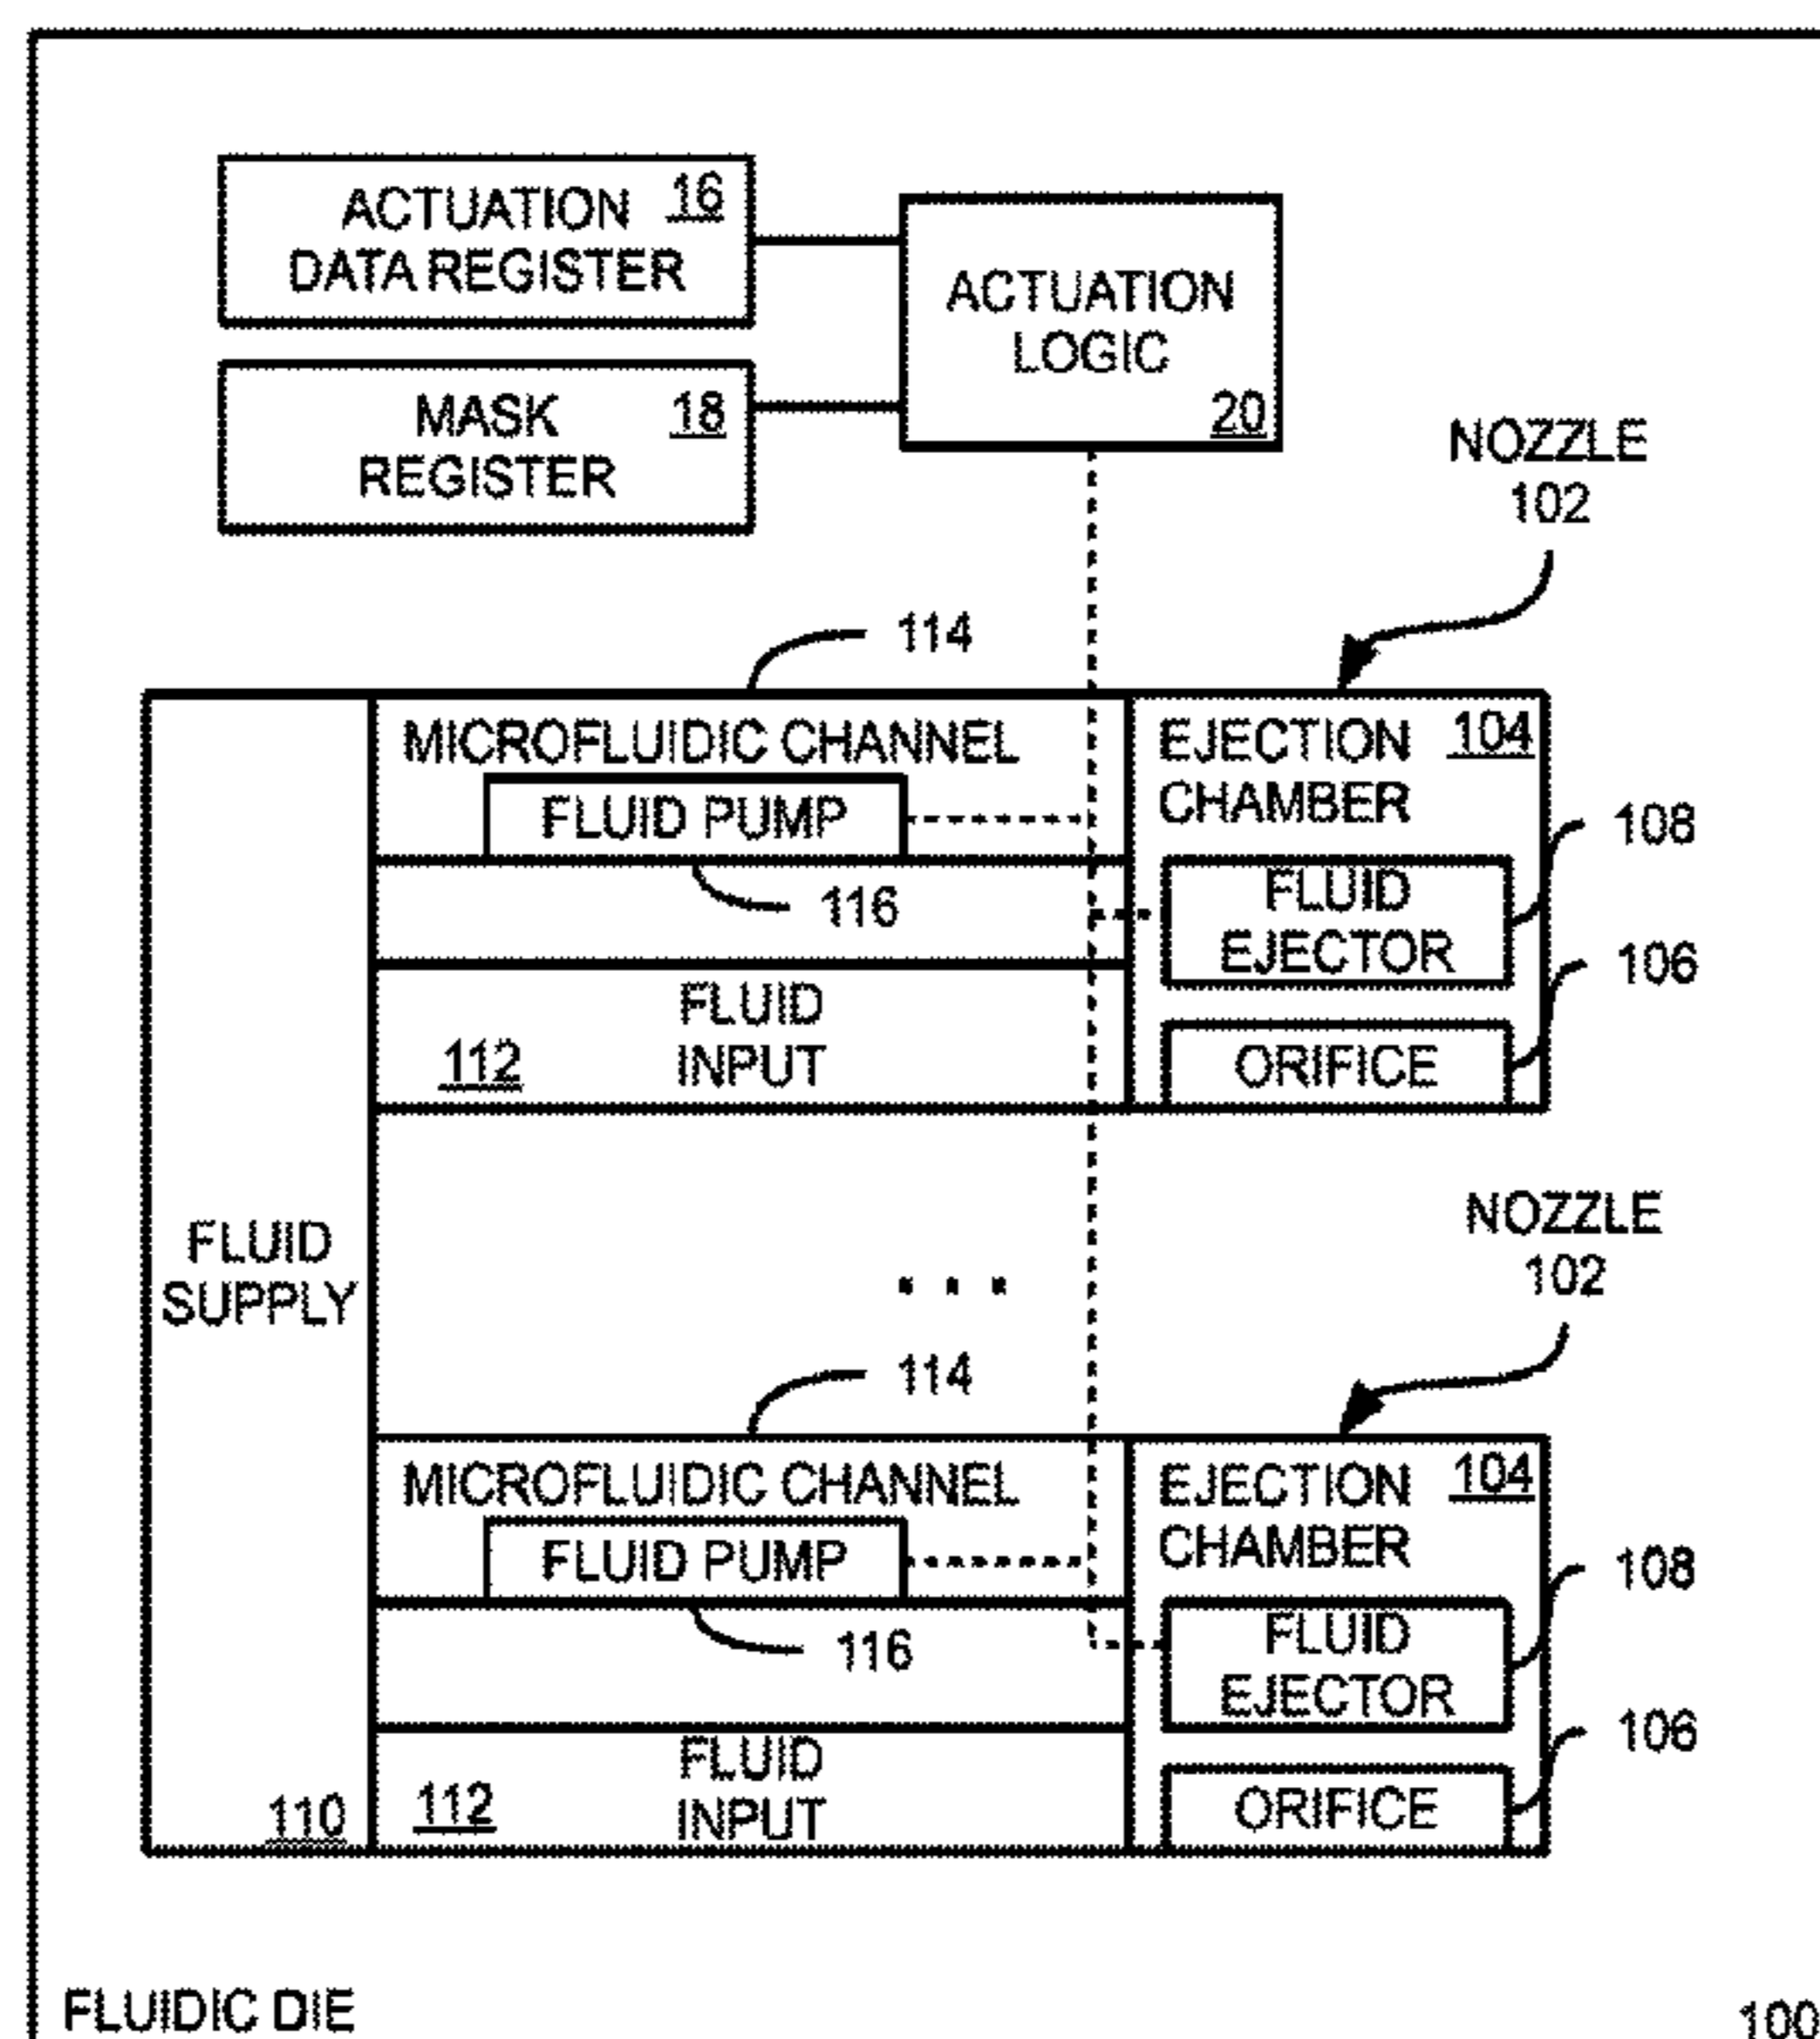 ACTUATION 16
DATA REGISTER
ACTUATION
LOGIC
20
MASK 18
REGISTER
NOZZLE
102
114
MICROFLUIDIC CHANNEL
EJECTION 104
CHAMBER
FLUID PUMP
108
116
FLUID
EJECTOR
106
FLUID
INPUT
112
ORIFICE
NOZZLE
102
FLUID
SUPPLY
...
114
MICROFLUIDIC CHANNEL
EJECTION 104
CHAMBER
FLUID PUMP
108
116
FLUID
EJECTOR
106
FLUID
INPUT
110
112
ORIFICE
FLUIDIC DIE
100